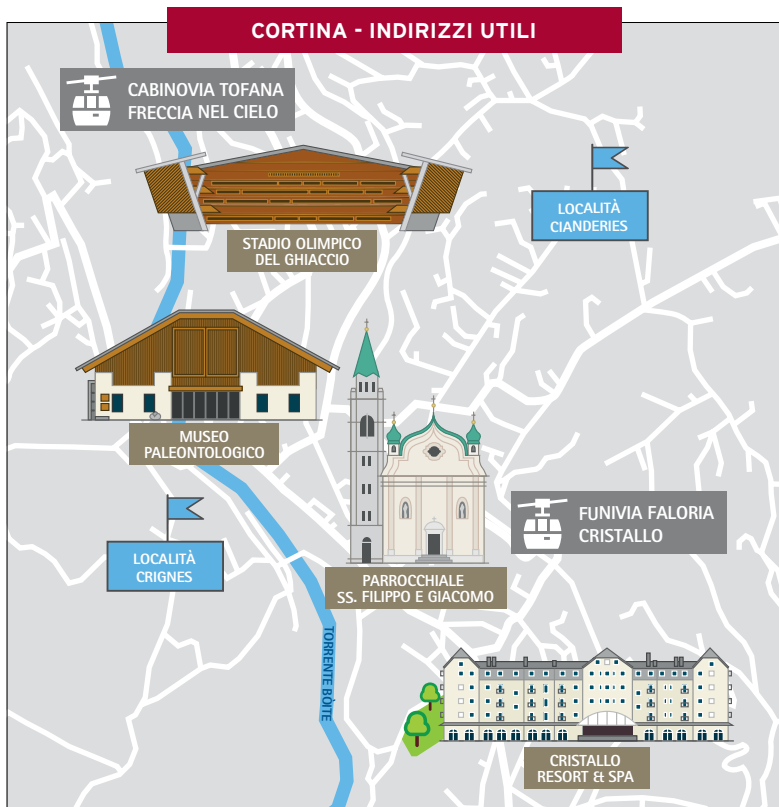 CORTINA - INDIRIZZI UTILI
CABINOVIA TOFANA
FRECCIA NEL CIELO
LOCALITÀ
CIANDERIES
STADIO OLIMPICO
DEL GHIACCIO
MUSEO
PALEONTOLOGICO
FUNIVIA FALORIA
CRISTALLO
LOCALITÀ
CRIGNES
PARROCCHIALE
SS. FILIPPO E GIACOMO
TORRENTE BÒITE
CRISTALLO
RESORT & SPA